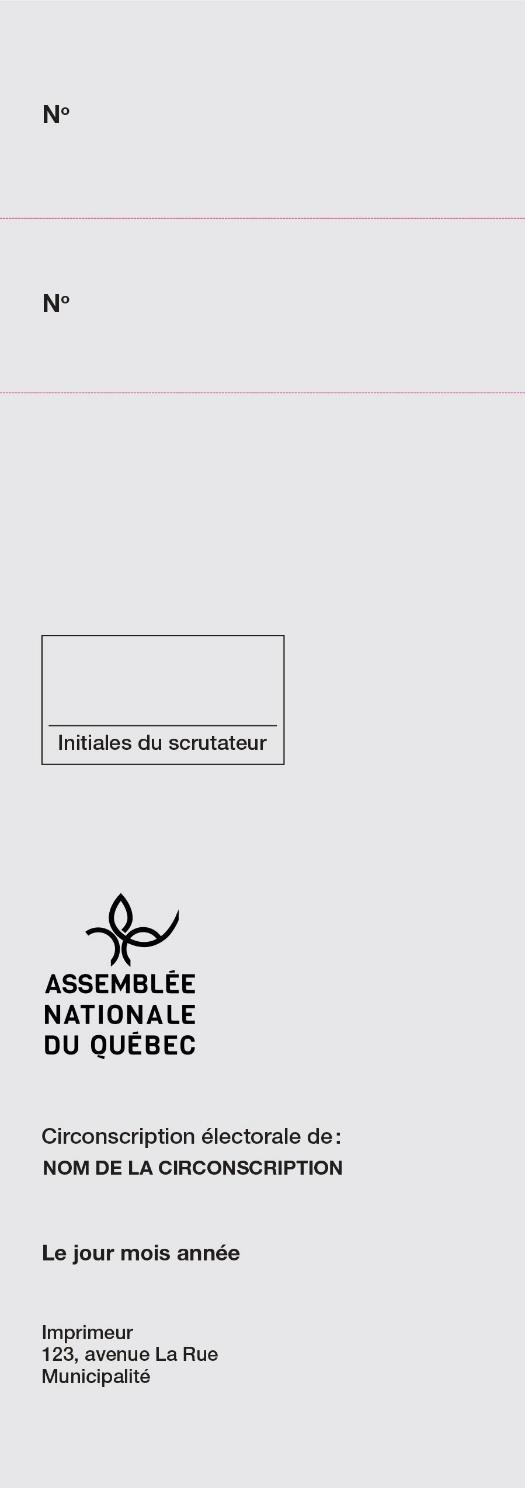 Nº
Nº
Initiales du scrutateur
ASSEMBLÉE
NATIONALE
DU QUÉBEC
Circonscription électorale de :
NOM DE LA CIRCONSCRIPTION
Le jour mois année
Imprimeur
123, avenue La Rue
Municipalité